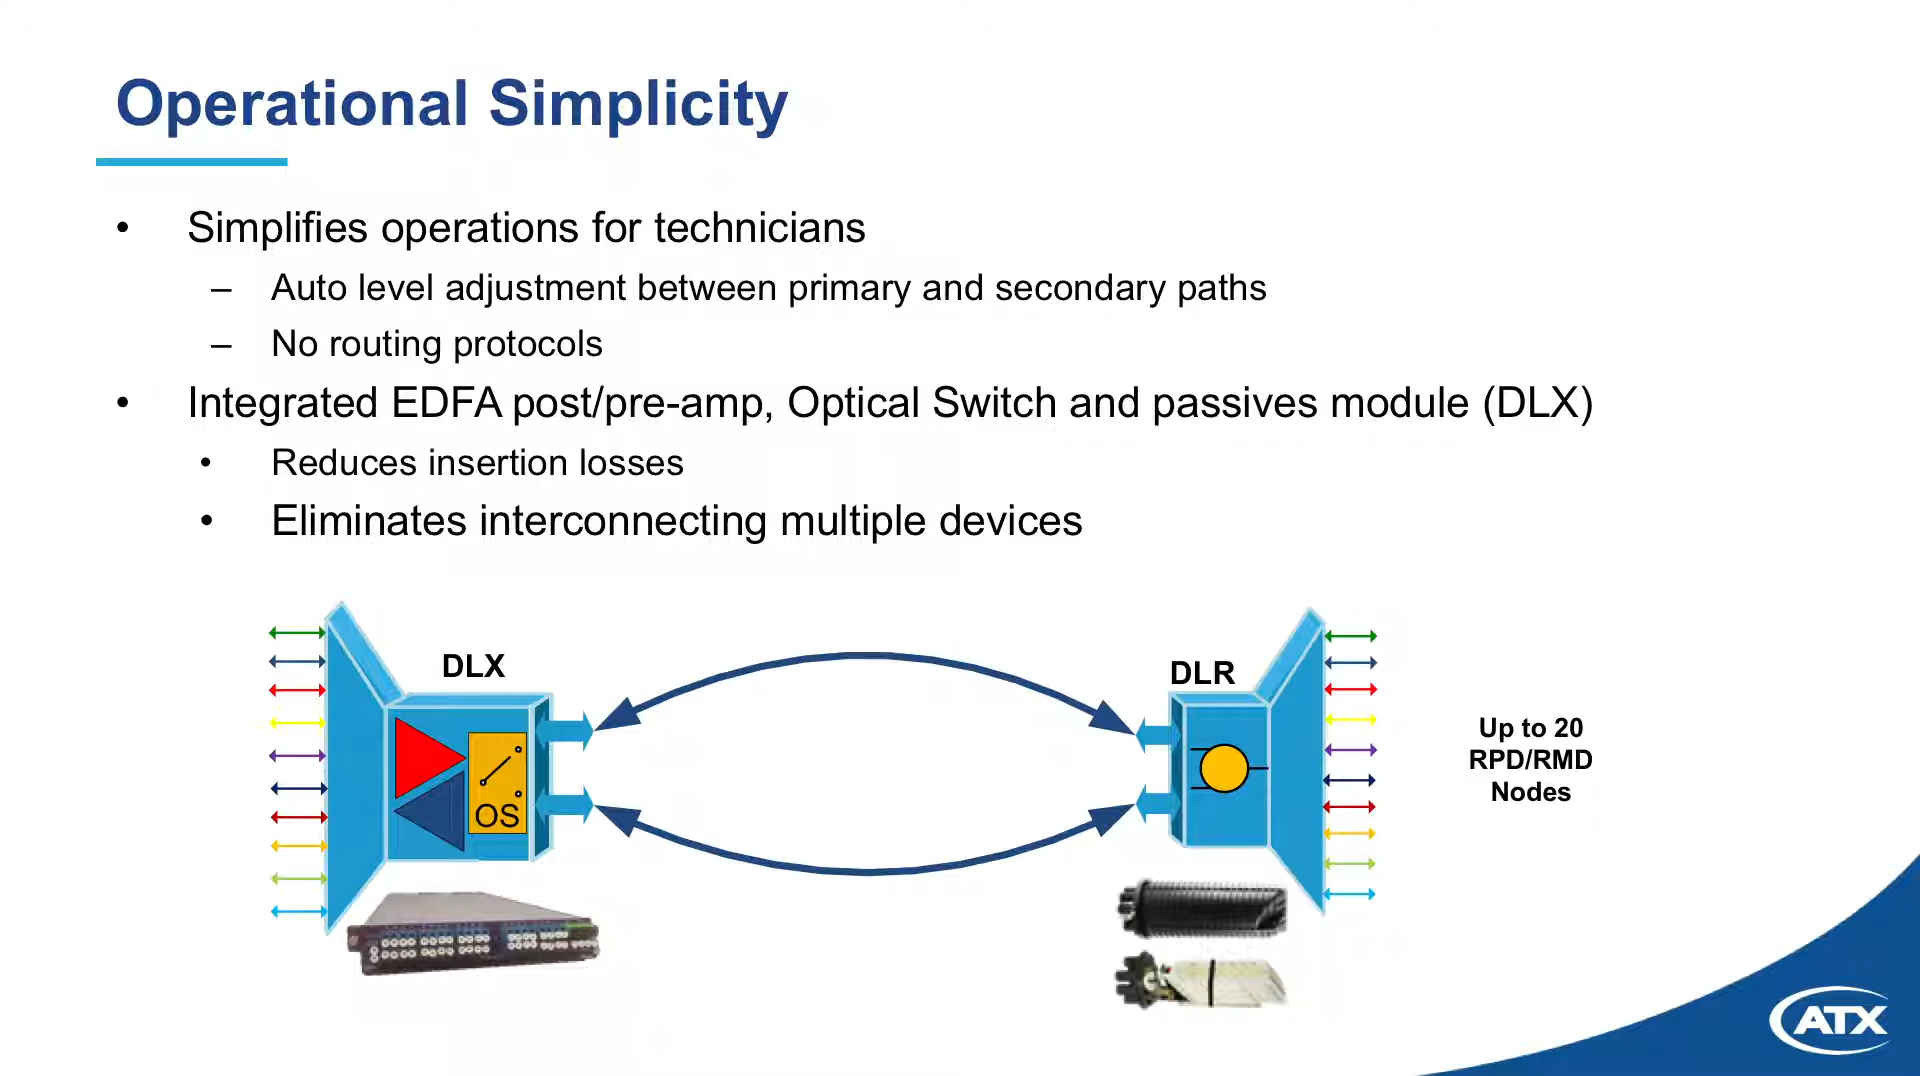 Operational Simplicity
• Simplifies operations for technicians
– Auto level adjustment between primary and secondary paths
– No routing protocols
• Integrated EDFA post/pre-amp, Optical Switch and passives module (DLX)
• Reduces insertion losses
• Eliminates interconnecting multiple devices
DLX
DLR
OS
Up to 20
RPD/RMD
Nodes
ATX